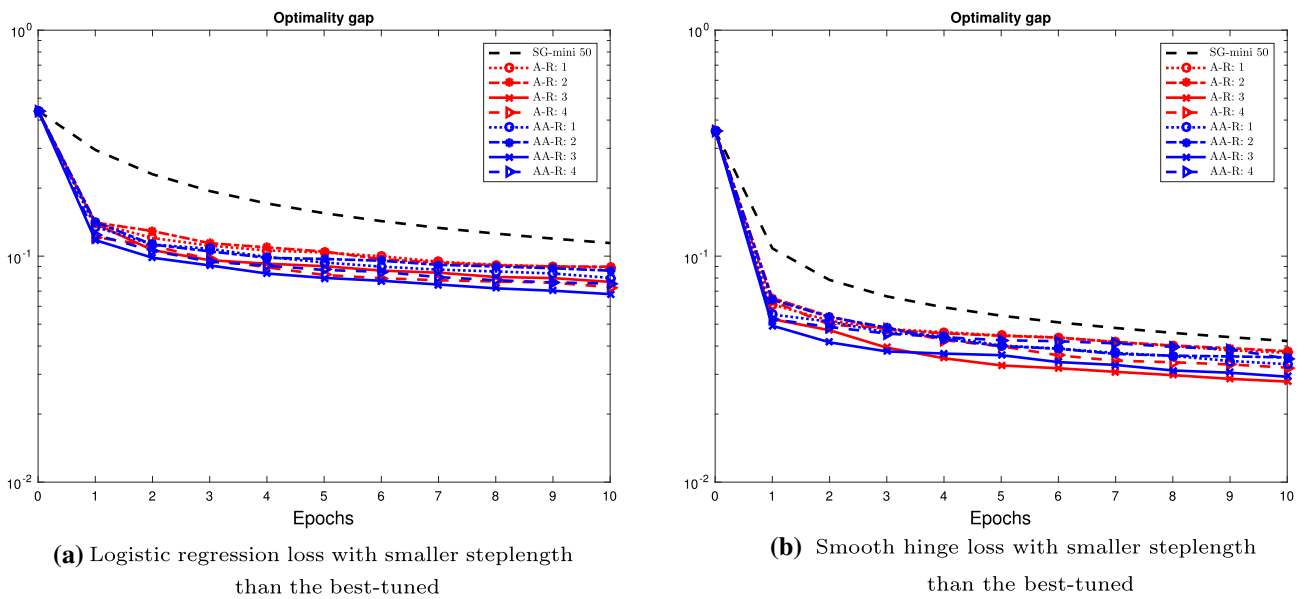 Optimality gap
10^0
10^-1
10^-2
0 1 2 3 4 5 6 7 8 9 10
Epochs
SG-mini 50
A-R: 1
A-R: 2
A-R: 3
A-R: 4
AA-R: 1
AA-R: 2
AA-R: 3
AA-R: 4
(a) Logistic regression loss with smaller steplength
than the best-tuned
Optimality gap
10^0
10^-1
10^-2
0 1 2 3 4 5 6 7 8 9 10
Epochs
SG-mini 50
A-R: 1
A-R: 2
A-R: 3
A-R: 4
AA-R: 1
AA-R: 2
AA-R: 3
AA-R: 4
(b) Smooth hinge loss with smaller steplength
than the best-tuned